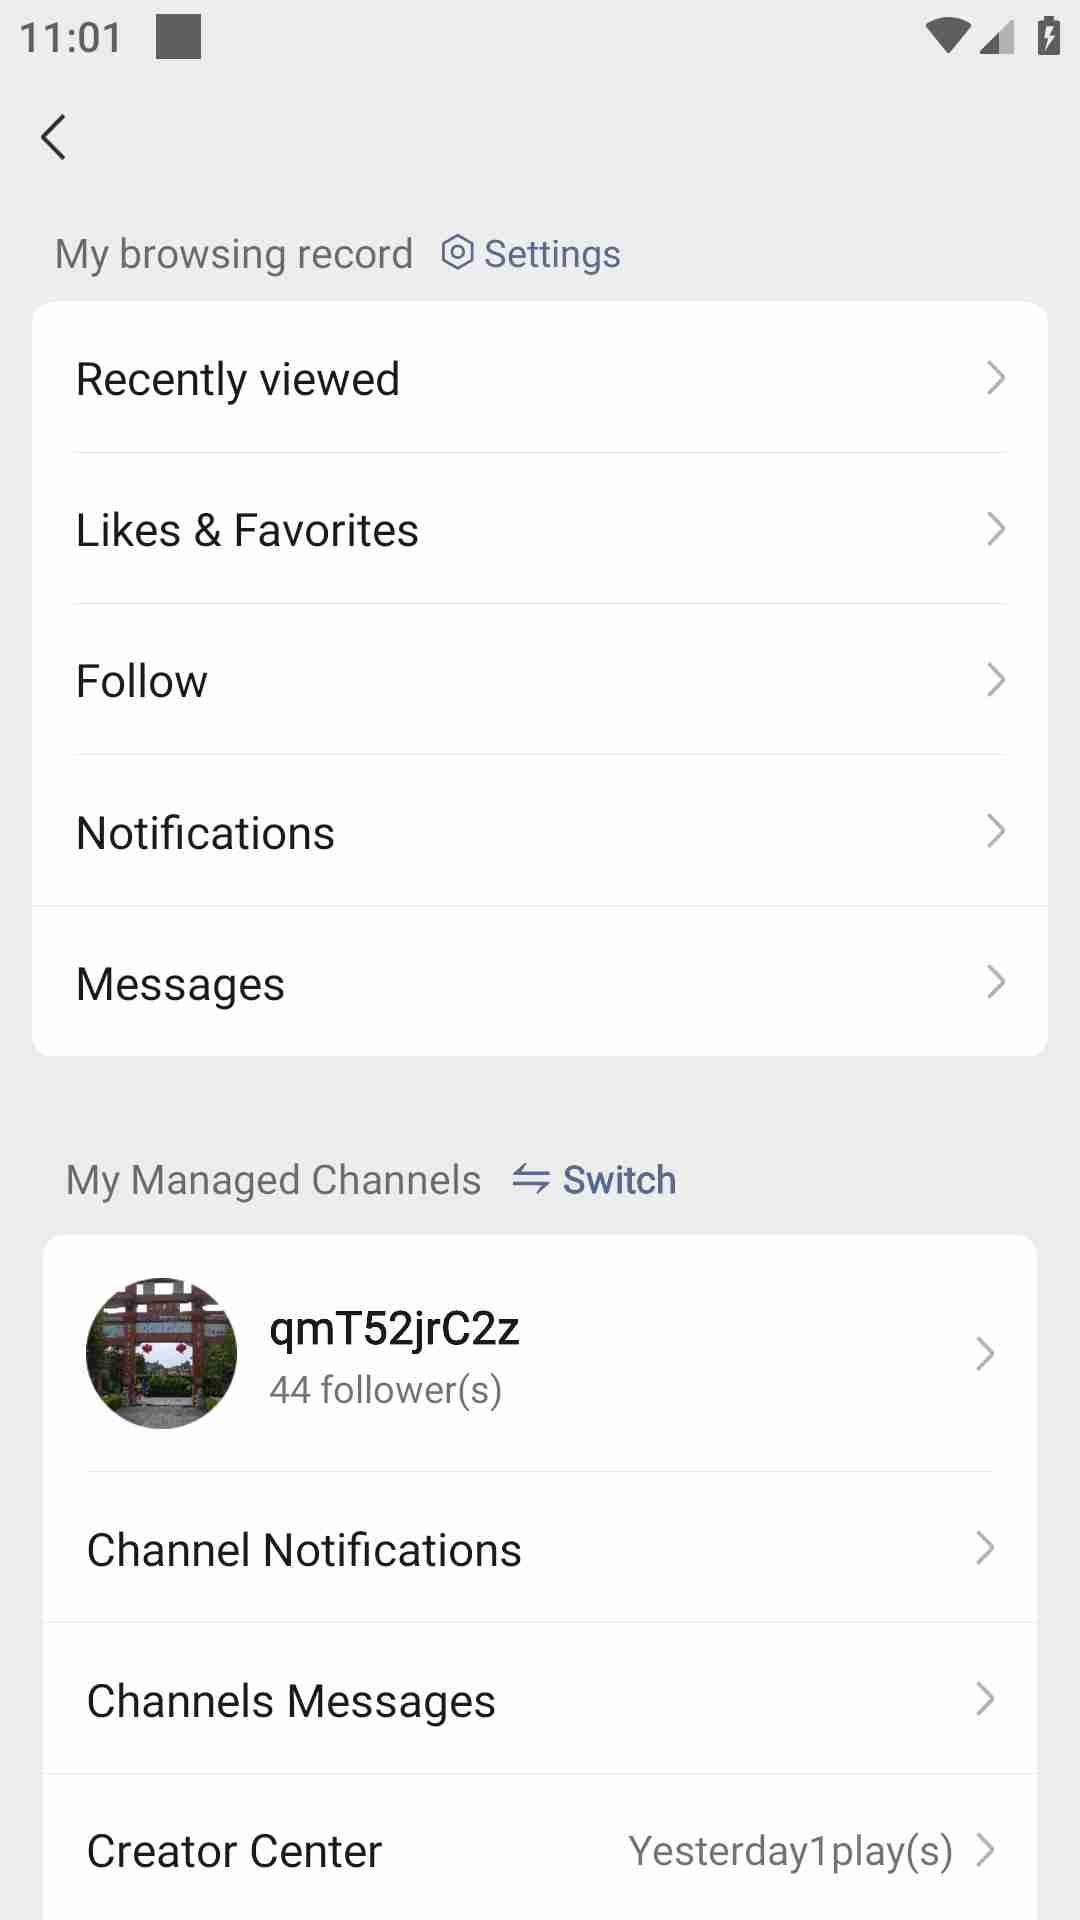 11:01
My browsing record Settings
Recently viewed
Likes & Favorites
Follow
Notifications
Messages
My Managed Channels Switch
qmT52jrC2z
44 follower(s)
Channel Notifications
Channels Messages
Creator Center Yesterday1play(s)